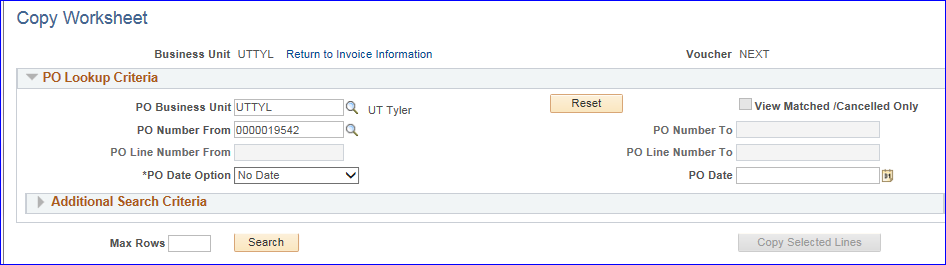 Copy Worksheet
Business Unit UTTYL Return to Invoice Information Voucher NEXT
PO Lookup Criteria
PO Business Unit UTTYL UT Tyler Reset View Matched /Cancelled Only
PO Number From 0000019542 PO Number To
PO Line Number From PO Line Number To
*PO Date Option No Date PO Date 31
Additional Search Criteria
Max Rows Search Copy Selected Lines